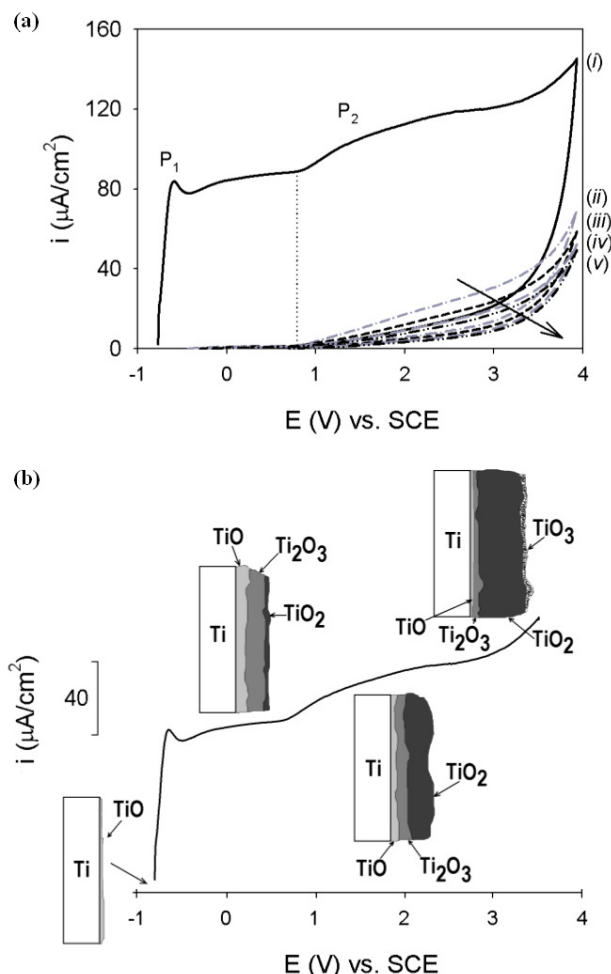 (a)
160
120
80
40
0
i (μA/cm²)
P₁
P₂
(i)
(ii)
(iii)
(iv)
(v)
-1 0 1 2 3 4
E (V) vs. SCE
(b)
TiO
Ti₂O₃
TiO₂
Ti
Ti
TiO₃
TiO
Ti₂O₃
TiO₂
40
i (μA/cm²)
TiO
Ti
Ti
TiO₂
TiO
Ti₂O₃
-1 0 1 2 3 4
E (V) vs. SCE